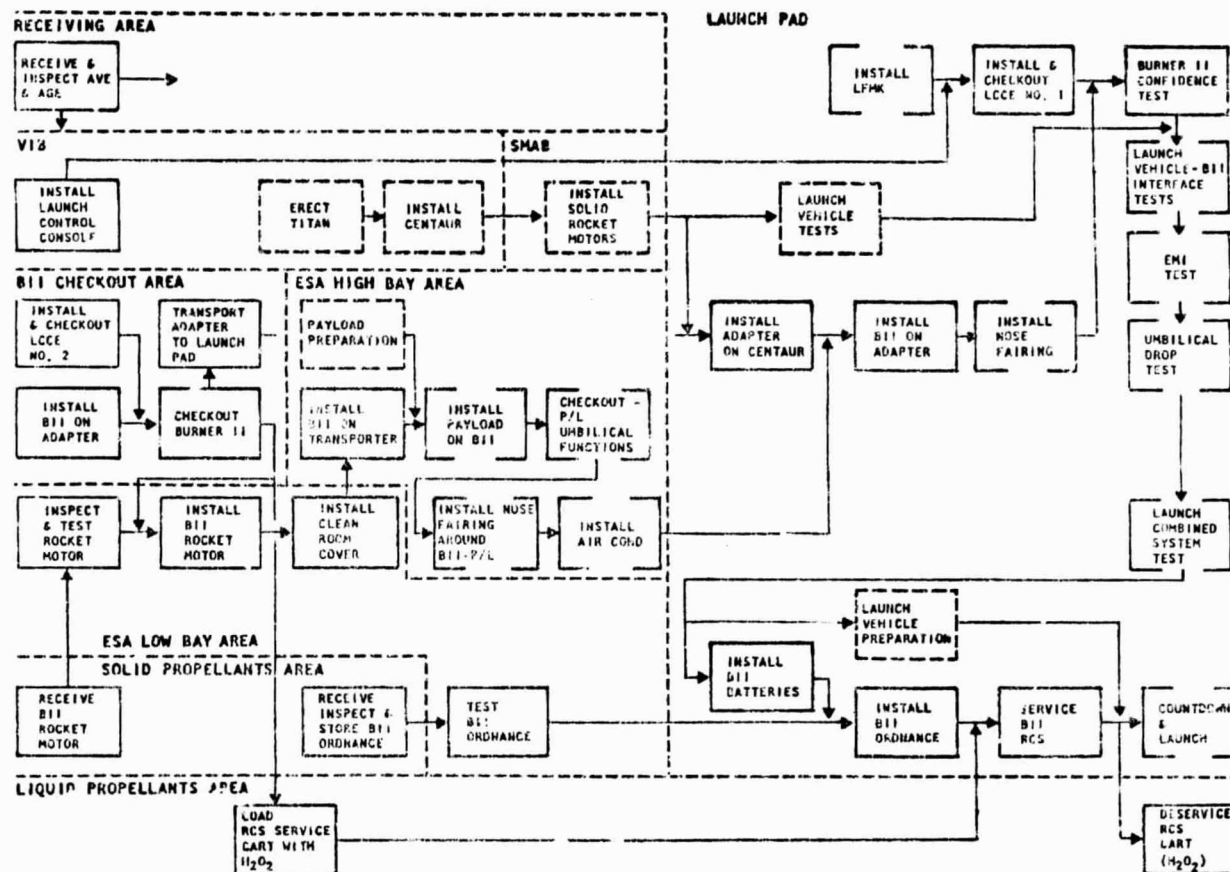 RECEIVING AREA
LAUNCH PAD
RECEIVE &
INSPECT AVE
& AGE
INSTALL
LFMK
INSTALL &
CHECKOUT
LCCE NO. 1
BURNER II
CONFIDENCE
TEST
VIB
SMAB
INSTALL
LAUNCH
CONTROL
CONSOLE
ERECT
TITAN
INSTALL
CENTAUR
INSTALL
SOLID
ROCKET
MOTORS
LAUNCH
VEHICLE
TESTS
LAUNCH
VEHICLE-BII
INTERFACE
TESTS
EMI
TEST
BII CHECKOUT AREA
ESA HIGH BAY AREA
INSTALL
& CHECKOUT
LCCE
NO. 2
TRANSPORT
ADAPTER
TO LAUNCH
PAD
PAYLOAD
PREPARATION
INSTALL
ADAPTER
ON CENTAUR
INSTALL
BII ON
ADAPTER
INSTALL
NOSE
FAIRING
UMBILICAL
DROP
TEST
INSTALL
BII ON
ADAPTER
CHECKOUT
BURNER II
INSTALL
BII ON
TRANSPORTER
INSTALL
PAYLOAD
ON BII
CHECKOUT -
P/L
UMBILICAL
FUNCTIONS
INSPECT
& TEST
ROCKET
MOTOR
INSTALL
BII
ROCKET
MOTOR
INSTALL
CLEAN
ROOM
COVER
INSTALL NOSE
FAIRING
AROUND
BII-P/L
INSTALL
AIR COND
LAUNCH
COMBINED
SYSTEM
TEST
ESA LOW BAY AREA
SOLID PROPELLANTS AREA
LAUNCH
VEHICLE
PREPARATION
RECEIVE
BII
ROCKET
MOTOR
RECEIVE
INSPECT &
STORE BII
ORDNANCE
TEST
BII
ORDNANCE
INSTALL
BII
BATTERIES
INSTALL
BII
ORDNANCE
SERVICE
BII
RCS
COUNTDOWN
&
LAUNCH
LIQUID PROPELLANTS AREA
LOAD
RCS SERVICE
CART WITH
H₂O₂
DESERVICE
RCS
CART
(H₂O₂)